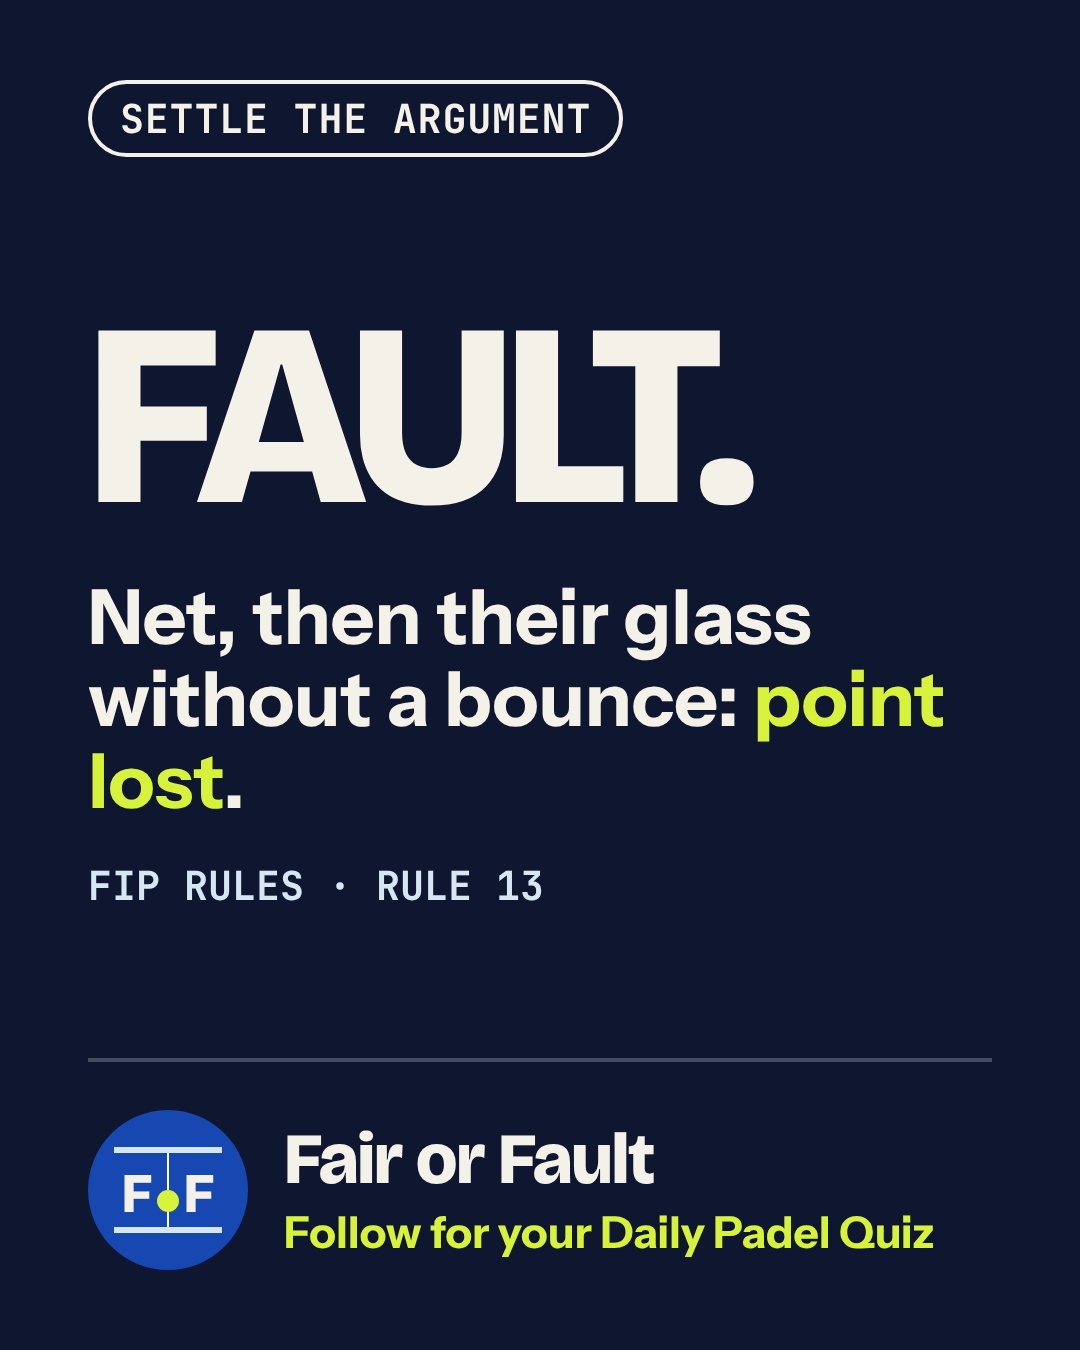 SETTLE THE ARGUMENT
FAULT.
Net, then their glass
without a bounce: point
lost.
FIP RULES · RULE 13
F F
Fair or Fault
Follow for your Daily Padel Quiz